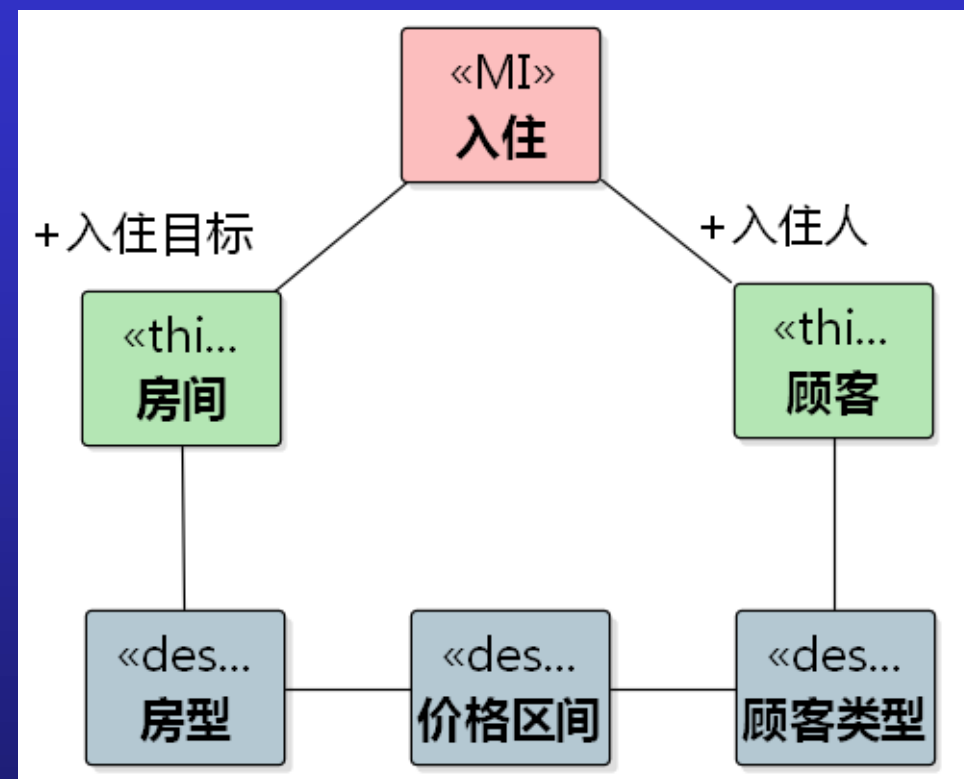 «MI»
入住
+入住目标
+入住人
«thi...
房间
«thi...
顾客
«des...
房型
«des...
价格区间
«des...
顾客类型